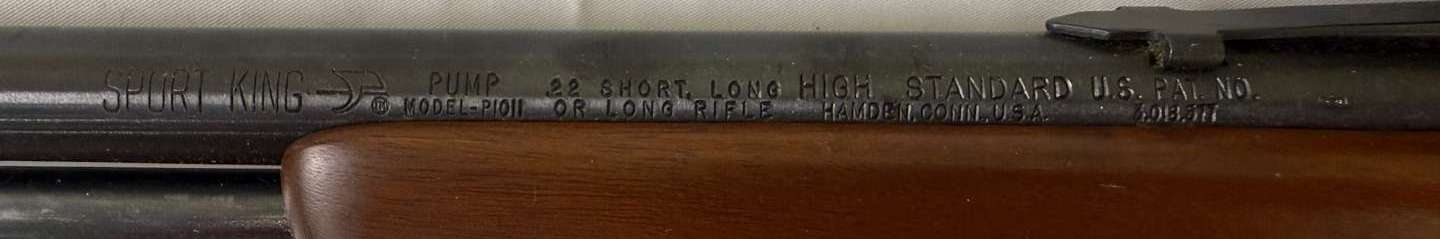 SPORT KING ® PUMP .22 SHORT, LONG HIGH STANDARD U.S. PAT. NO.
MODEL-P1011 OR LONG RIFLE HAMDEN, CONN., U.S.A. 3,018,577